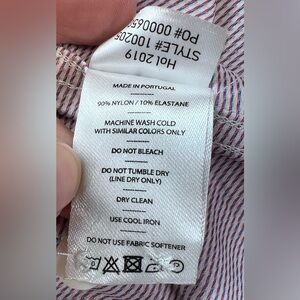 Hol 2019
STYLE# 100205
PO# 0000655
MADE IN PORTUGAL
90% NYLON / 10% ELASTANE
MACHINE WASH COLD
WITH SIMILAR COLORS ONLY
DO NOT BLEACH
DO NOT TUMBLE DRY
(LINE DRY ONLY)
DRY CLEAN
USE COOL IRON
DO NOT USE FABRIC SOFTENER